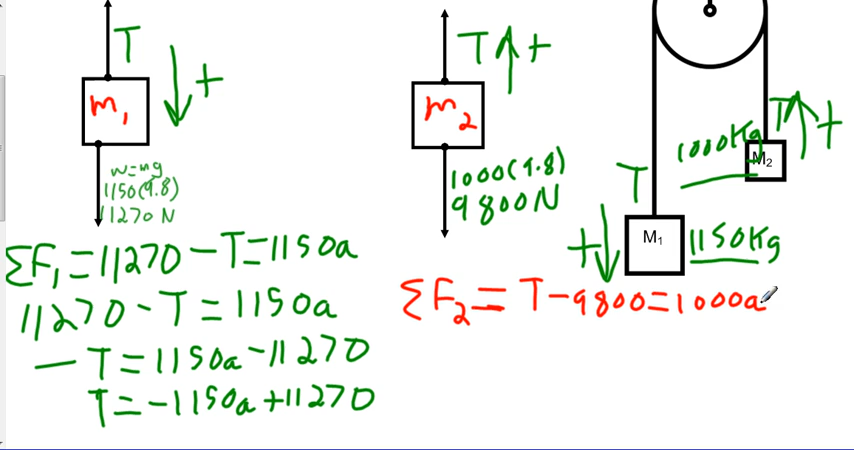 T
+
m1
w=mg
1150(9.8)
11270 N
T +
m2
1000(9.8)
9800N
1000Kg
T +
M2
T
+
M1
1150Kg
ΣF1=11270-T=1150a
11270-T=1150a
-T=1150a-11270
T=-1150a+11270
ΣF2=T-9800=1000a